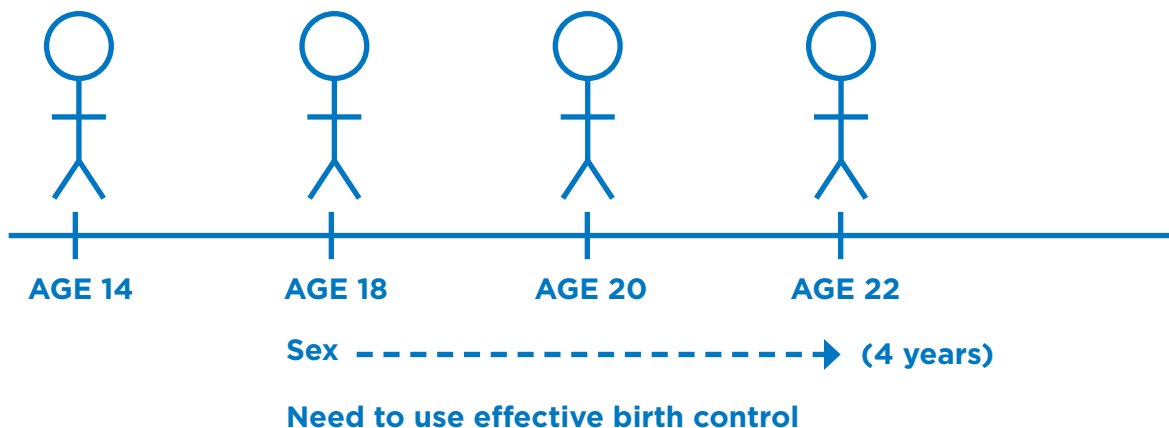 AGE 14 AGE 18 AGE 20 AGE 22
Sex (4 years)
Need to use effective birth control